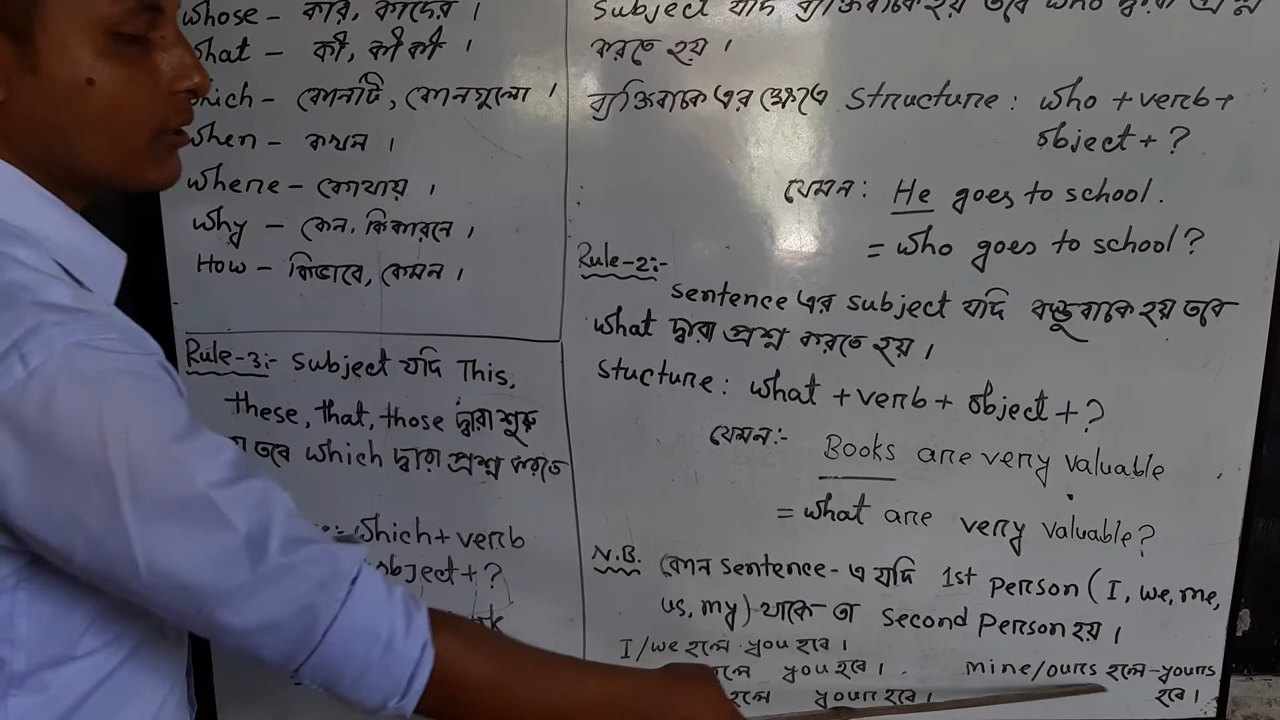 whose – কার, কাদের ।
what – কী, কী কী ।
which – কোনটি, কোনগুলো ।
when – কখন ।
where – কোথায় ।
why – কেন, কি কারনে ।
How – কিভাবে, কেমন ।
Rule-3:- Subject যদি This,
these, that, those দ্বারা শুরু
তবে which দ্বারা প্রশ্ন করতে
which + verb
object + ?
Subject যদি ব্যক্তিবাচক হয় তবে who দ্বারা প্রশ্ন
করতে হয় ।
ব্যক্তিবাচক এর ক্ষেত্রে structure : who + verb +
object + ?
যেমন : He goes to school.
= who goes to school?
Rule-2:-
sentence এর subject যদি বস্তুবাচক হয় তবে
what দ্বারা প্রশ্ন করতে হয় ।
stucture : what + verb + object + ?
যেমন:- Books are very valuable
= what are very valuable?
N.B. কোন sentence-এ যদি 1st person (I, we, me,
us, my) থাকে তা second person হয় ।
I/we হলে you হবে ।
হলে you হবে । mine/ours হলে-yours
হলে your হবে । হবে ।